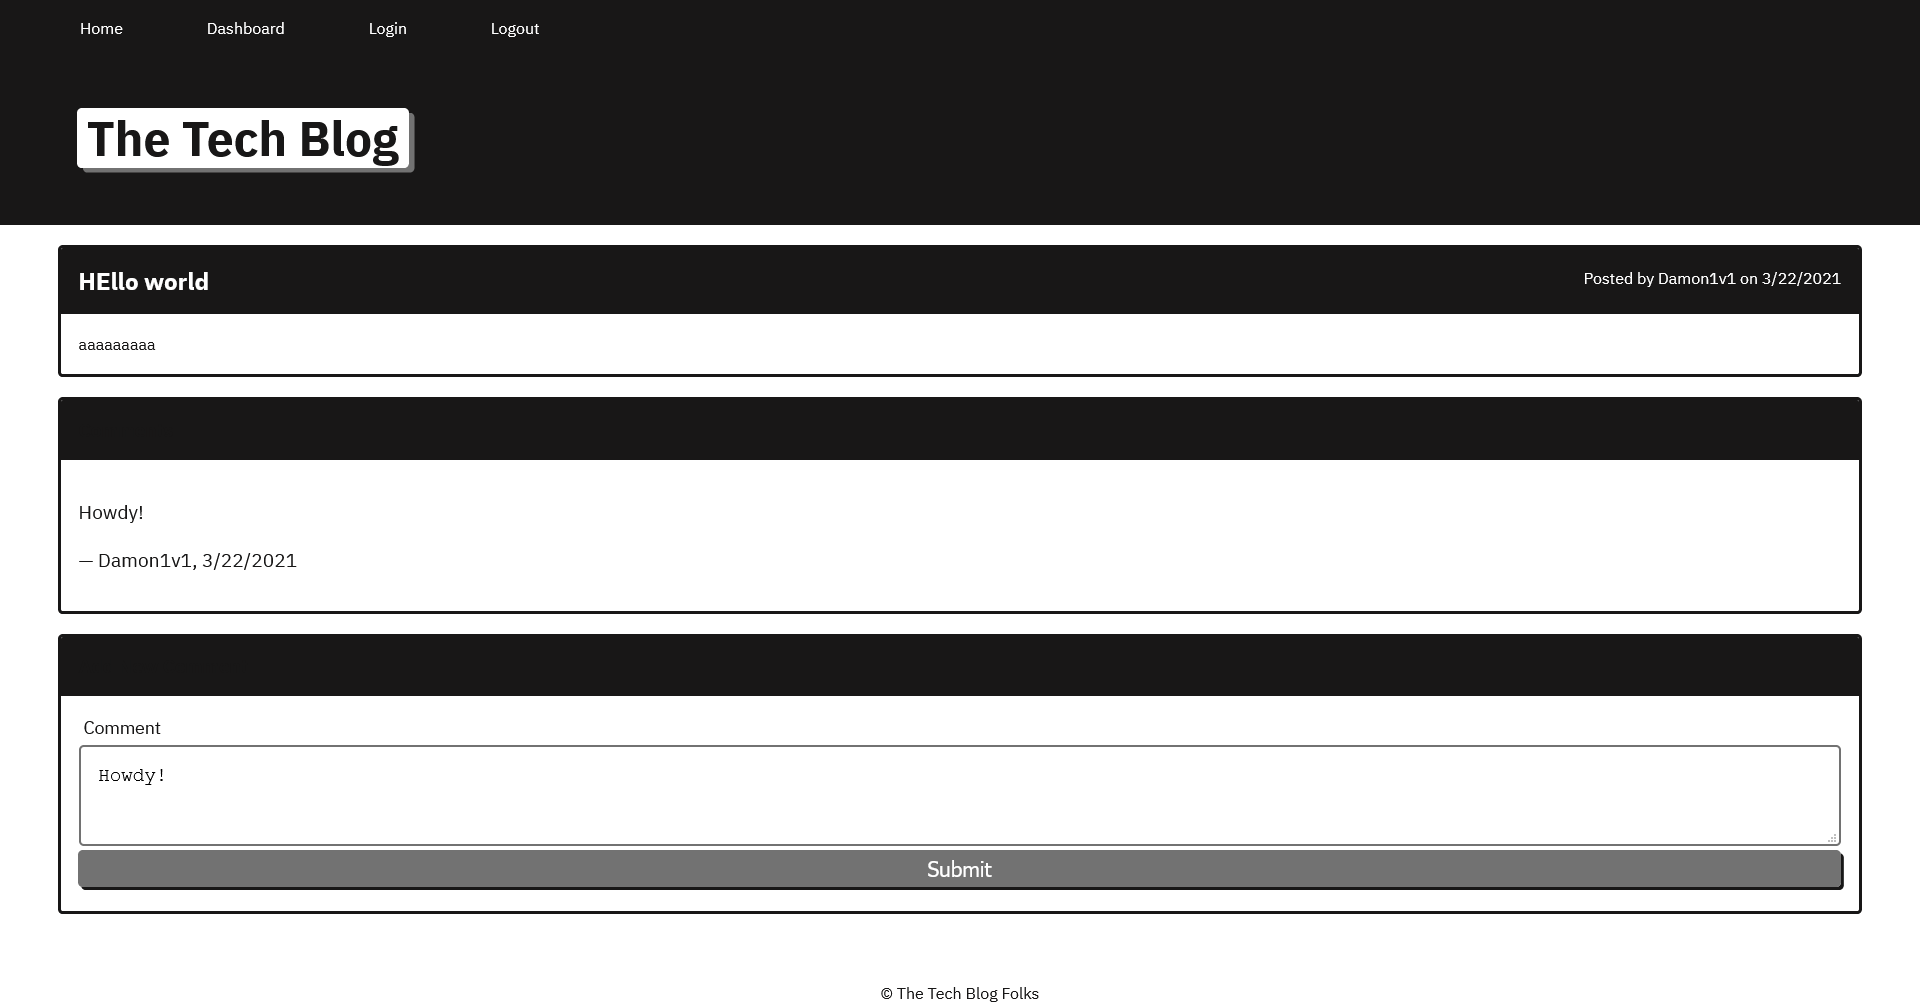 Home Dashboard Login Logout
The Tech Blog
HEllo world Posted by Damon1v1 on 3/22/2021
aaaaaaaaa
Howdy!
— Damon1v1, 3/22/2021
Comment
Howdy!
Submit
© The Tech Blog Folks